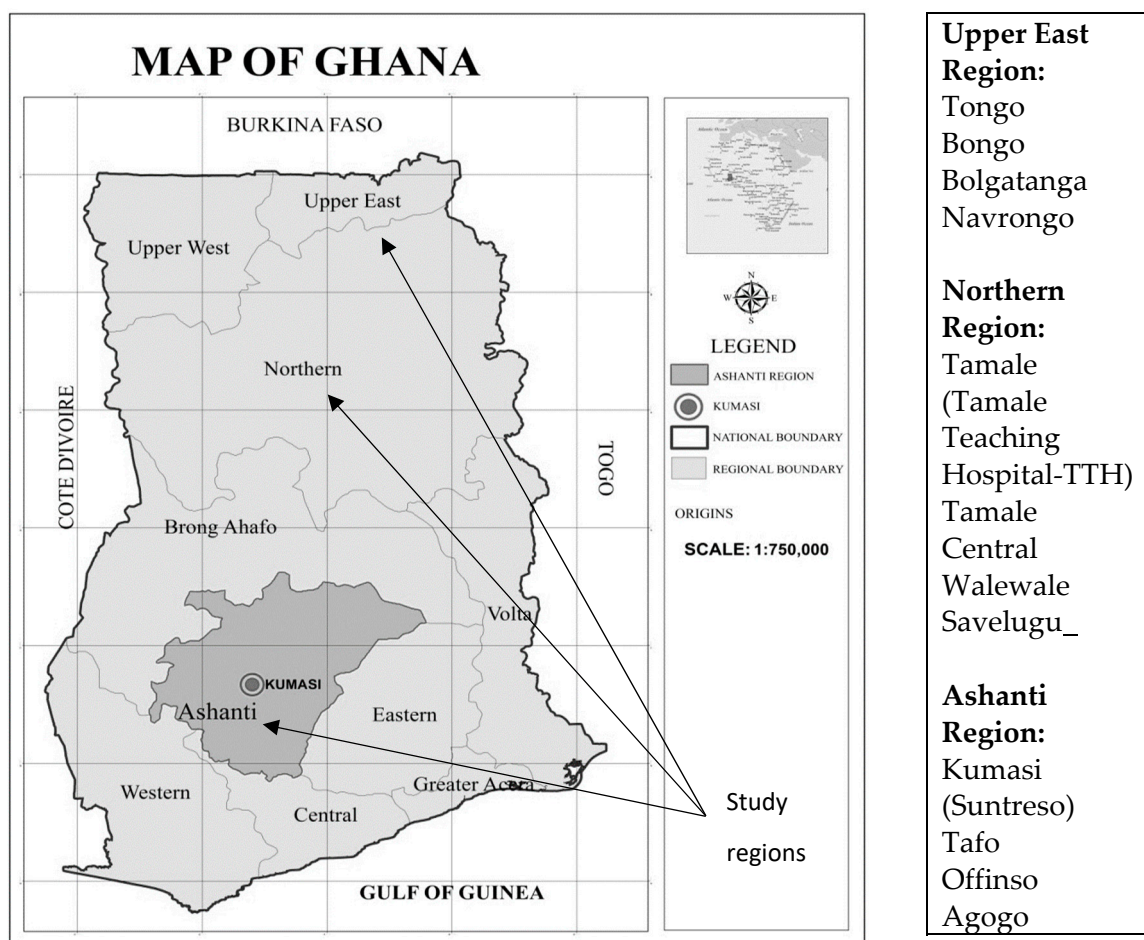 MAP OF GHANA
BURKINA FASO
Upper East
Upper West
Northern
COTE D'IVOIRE
TOGO
Brong Ahafo
Volta
KUMASI
Ashanti
Eastern
Western
Greater Accra
Central
GULF OF GUINEA
N
W
E
S
LEGEND
ASHANTI REGION
KUMASI
NATIONAL BOUNDARY
REGIONAL BOUNDARY
ORIGINS
SCALE: 1:750,000
Study
regions
Upper East
Region:
Tongo
Bongo
Bolgatanga
Navrongo
Northern
Region:
Tamale
(Tamale
Teaching
Hospital-TTH)
Tamale
Central
Walewale
Savelugu_
Ashanti
Region:
Kumasi
(Suntreso)
Tafo
Offinso
Agogo